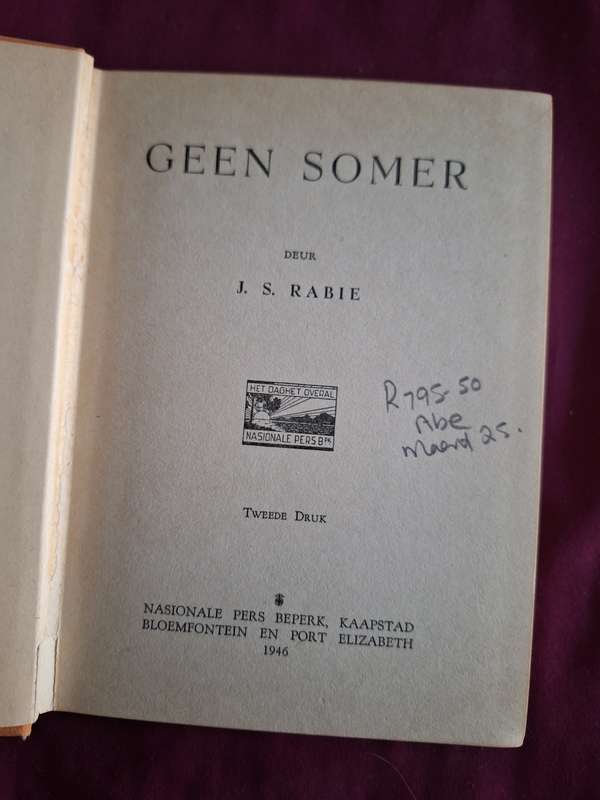 GEEN SOMER
DEUR
J. S. RABIE
HET DAGHET OVERAL
NASIONALE PERS BPK
R795-50
Abe
Maart 25.
TWEEDE DRUK
NASIONALE PERS BEPERK, KAAPSTAD
BLOEMFONTEIN EN PORT ELIZABETH
1946